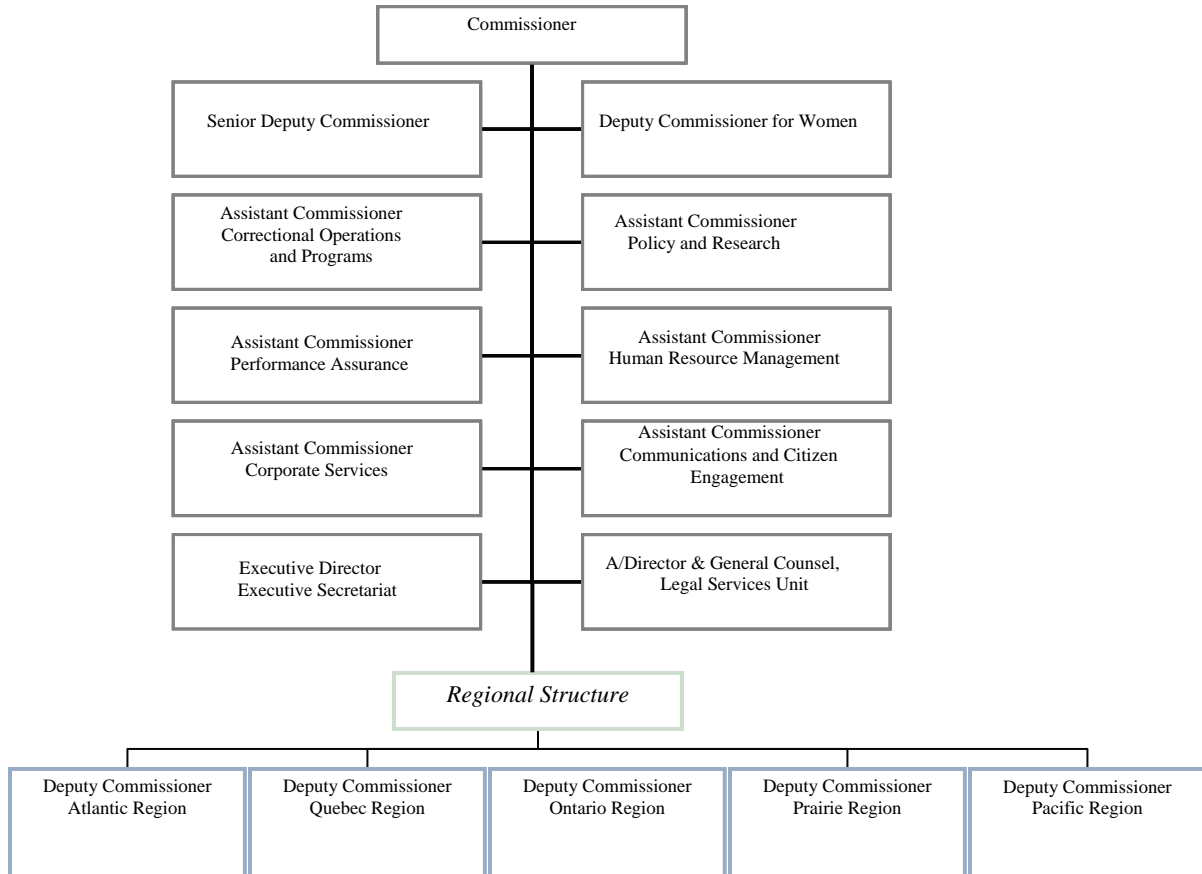 Commissioner
Senior Deputy Commissioner
Deputy Commissioner for Women
Assistant Commissioner
Correctional Operations
and Programs
Assistant Commissioner
Policy and Research
Assistant Commissioner
Performance Assurance
Assistant Commissioner
Human Resource Management
Assistant Commissioner
Corporate Services
Assistant Commissioner
Communications and Citizen
Engagement
Executive Director
Executive Secretariat
A/Director & General Counsel,
Legal Services Unit
Regional Structure
Deputy Commissioner
Atlantic Region
Deputy Commissioner
Quebec Region
Deputy Commissioner
Ontario Region
Deputy Commissioner
Prairie Region
Deputy Commissioner
Pacific Region